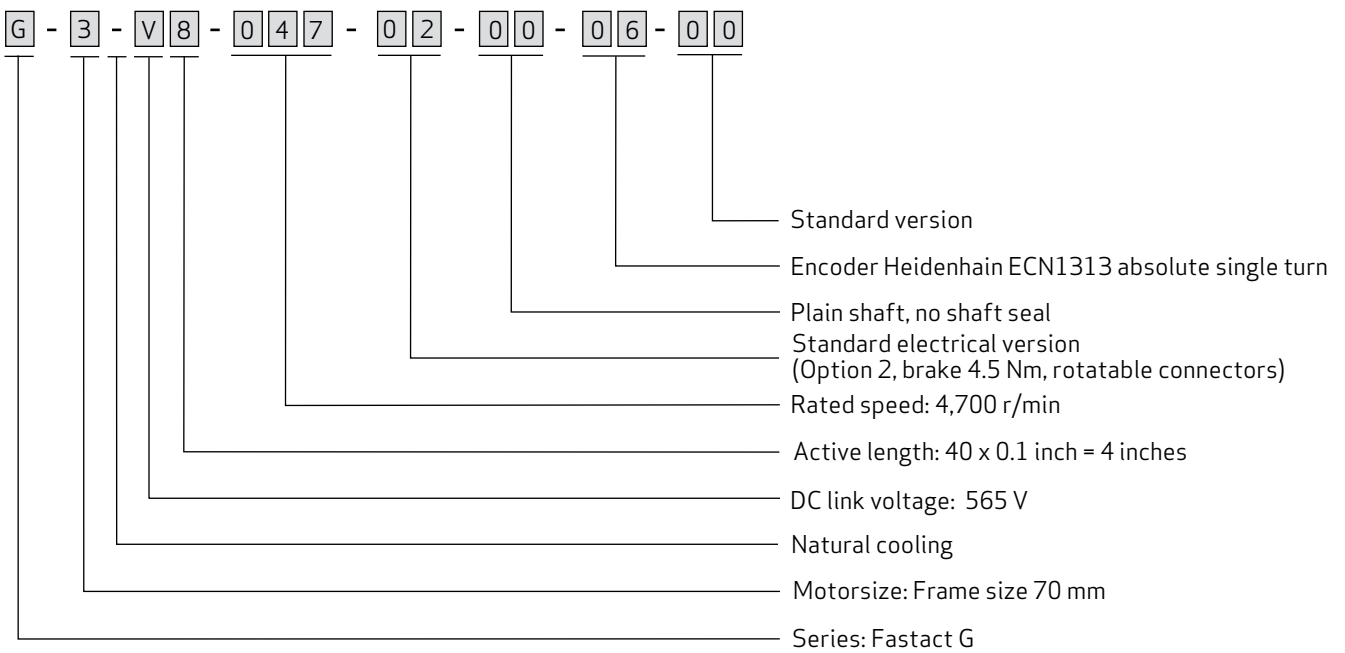 G - 3 - V 8 - 0 4 7 - 0 2 - 0 0 - 0 6 - 0 0
Standard version
Encoder Heidenhain ECN1313 absolute single turn
Plain shaft, no shaft seal
Standard electrical version
(Option 2, brake 4.5 Nm, rotatable connectors)
Rated speed: 4,700 r/min
Active length: 40 x 0.1 inch = 4 inches
DC link voltage: 565 V
Natural cooling
Motorsize: Frame size 70 mm
Series: Fastact G